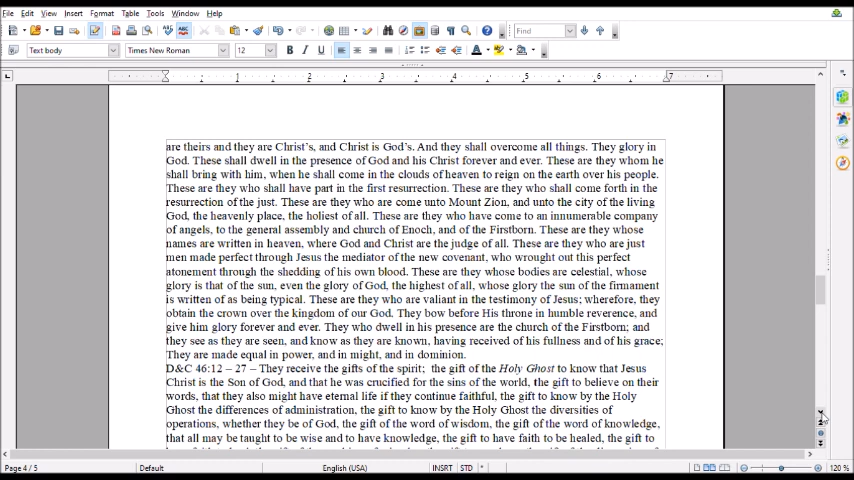 File Edit View Insert Format Table Tools Window Help
Find
Text body Times New Roman 12 B I U
1 2 3 4 5 6 7
are theirs and they are Christ's, and Christ is God's. And they shall overcome all things. They glory in
God. These shall dwell in the presence of God and his Christ forever and ever. These are they whom he
shall bring with him, when he shall come in the clouds of heaven to reign on the earth over his people.
These are they who shall have part in the first resurrection. These are they who shall come forth in the
resurrection of the just. These are they who are come unto Mount Zion, and unto the city of the living
God, the heavenly place, the holiest of all. These are they who have come to an innumerable company
of angels, to the general assembly and church of Enoch, and of the Firstborn. These are they whose
names are written in heaven, where God and Christ are the judge of all. These are they who are just
men made perfect through Jesus the mediator of the new covenant, who wrought out this perfect
atonement through the shedding of his own blood. These are they whose bodies are celestial, whose
glory is that of the sun, even the glory of God, the highest of all, whose glory the sun of the firmament
is written of as being typical. These are they who are valiant in the testimony of Jesus; wherefore, they
obtain the crown over the kingdom of our God. They bow before His throne in humble reverence, and
give him glory forever and ever. They who dwell in his presence are the church of the Firstborn; and
they see as they are seen, and know as they are known, having received of his fullness and of his grace;
They are made equal in power, and in might, and in dominion.
D&C 46:12 – 27 – They receive the gifts of the spirit; the gift of the Holy Ghost to know that Jesus
Christ is the Son of God, and that he was crucified for the sins of the world, the gift to believe on their
words, that they also might have eternal life if they continue faithful, the gift to know by the Holy
Ghost the differences of administration, the gift to know by the Holy Ghost the diversities of
operations, whether they be of God, the gift of the word of wisdom, the gift of the word of knowledge,
that all may be taught to be wise and to have knowledge, the gift to have faith to be healed, the gift to
Page 4 / 5 Default English (USA) INSRT STD * 120 %